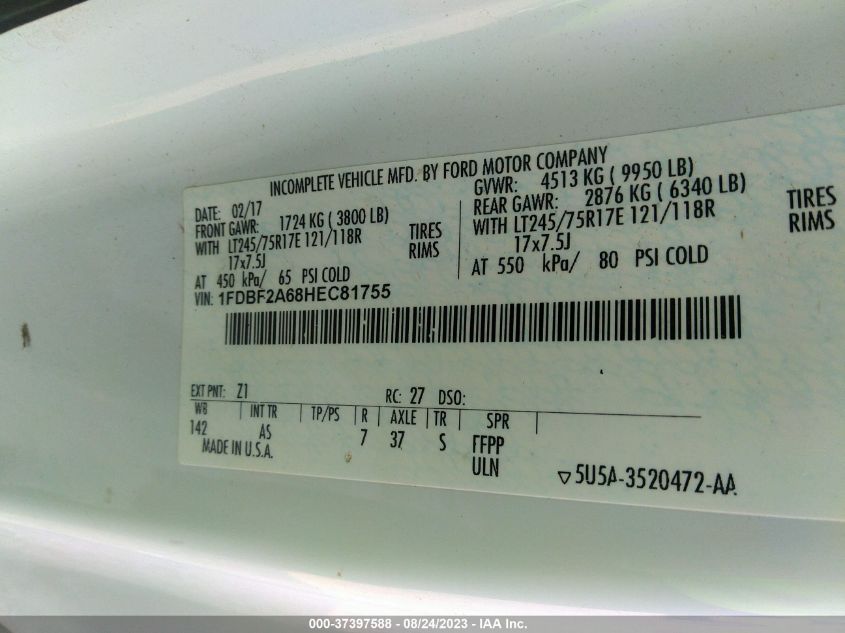 INCOMPLETE VEHICLE MFD. BY FORD MOTOR COMPANY
DATE: 02/17
FRONT GAWR: 1724 KG ( 3800 LB)
WITH LT245/75R17E 121/118R TIRES
17x7.5J RIMS
AT 450 kPa/ 65 PSI COLD
GVWR: 4513 KG ( 9950 LB)
REAR GAWR: 2876 KG ( 6340 LB)
WITH LT245/75R17E 121/118R TIRES
17x7.5J RIMS
AT 550 kPa/ 80 PSI COLD
VIN: 1FDBF2A68HEC81755
EXT PNT: Z1 RC: 27 DSO:
WB INT TR TP/PS R AXLE TR SPR
142 AS 7 37 S FFPP
MADE IN U.S.A. ULN
▽5U5A-3520472-AA
000-37397588 - 08/24/2023 - IAA Inc.